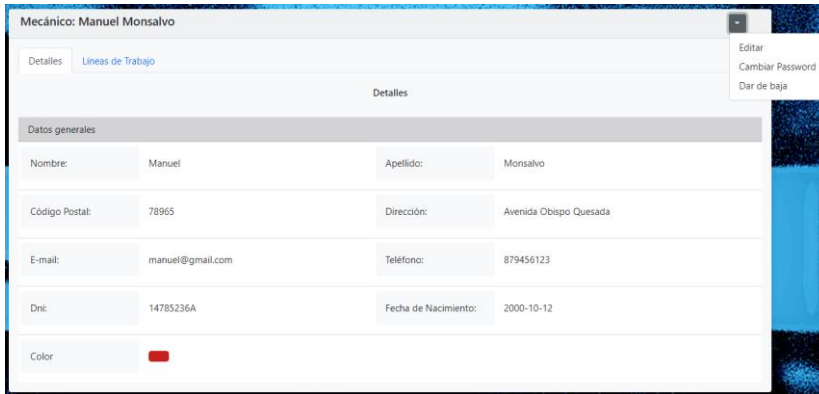 Mecánico: Manuel Monsalvo
Editar
Cambiar Password
Dar de baja
Detalles Líneas de Trabajo
Detalles
Datos generales
Nombre: Manuel Apellido: Monsalvo
Código Postal: 78965 Dirección: Avenida Obispo Quesada
E-mail: manuel@gmail.com Teléfono: 879456123
Dni: 14785236A Fecha de Nacimiento: 2000-10-12
Color